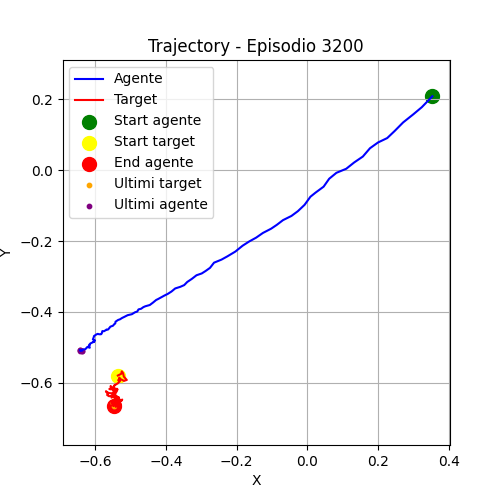 Trajectory - Episodio 3200
Agente
Target
Start agente
Start target
End agente
Ultimi target
Ultimi agente
Y
0.2
0.0
−0.2
−0.4
−0.6
−0.6
−0.4
−0.2
0.0
0.2
0.4
X